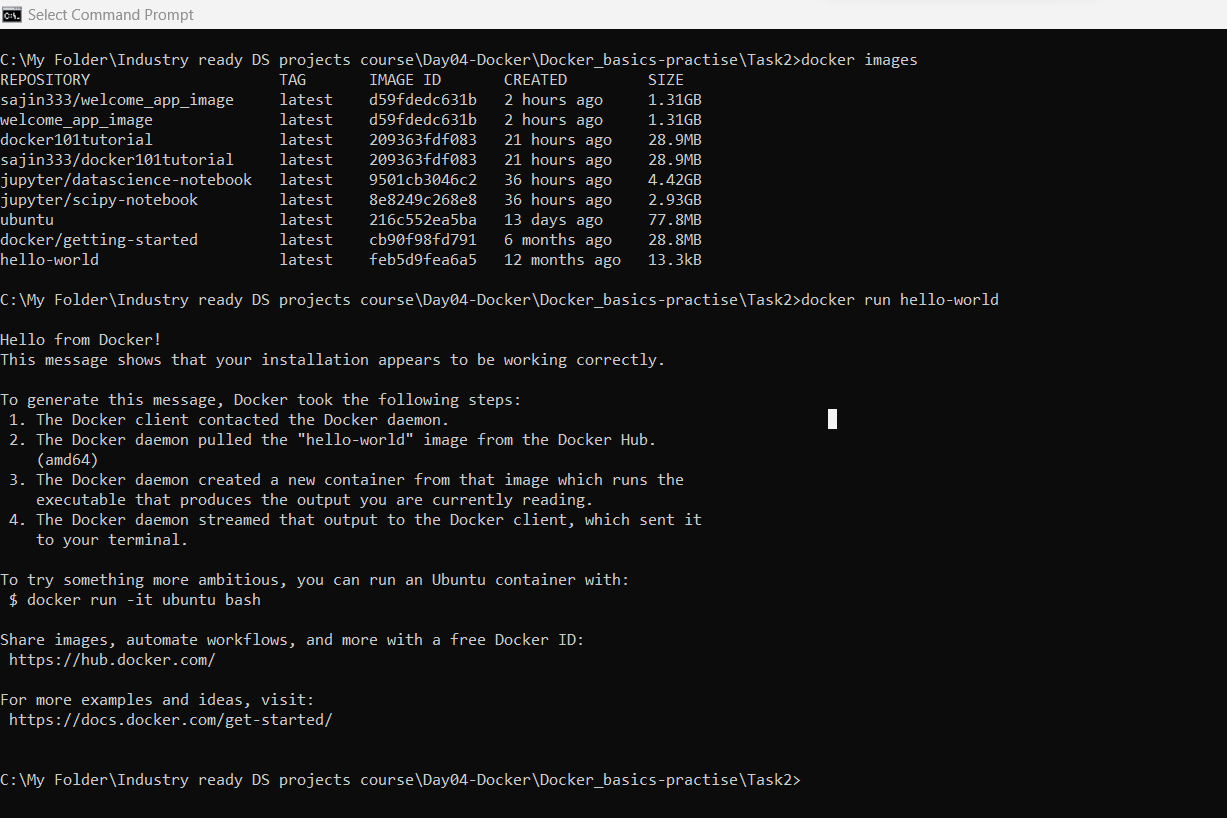 Select Command Prompt
C:\My Folder\Industry ready DS projects course\Day04-Docker\Docker_basics-practise\Task2>docker images
REPOSITORY                     TAG       IMAGE ID       CREATED         SIZE
sajin333/welcome_app_image     latest    d59fdedc631b   2 hours ago     1.31GB
welcome_app_image              latest    d59fdedc631b   2 hours ago     1.31GB
docker101tutorial              latest    209363fdf083   21 hours ago    28.9MB
sajin333/docker101tutorial     latest    209363fdf083   21 hours ago    28.9MB
jupyter/datascience-notebook   latest    9501cb3046c2   36 hours ago    4.42GB
jupyter/scipy-notebook         latest    8e8249c268e8   36 hours ago    2.93GB
ubuntu                         latest    216c552ea5ba   13 days ago     77.8MB
docker/getting-started         latest    cb90f98fd791   6 months ago    28.8MB
hello-world                    latest    feb5d9fea6a5   12 months ago   13.3kB
C:\My Folder\Industry ready DS projects course\Day04-Docker\Docker_basics-practise\Task2>docker run hello-world
Hello from Docker!
This message shows that your installation appears to be working correctly.
To generate this message, Docker took the following steps:
 1. The Docker client contacted the Docker daemon.
 2. The Docker daemon pulled the "hello-world" image from the Docker Hub.
    (amd64)
 3. The Docker daemon created a new container from that image which runs the
    executable that produces the output you are currently reading.
 4. The Docker daemon streamed that output to the Docker client, which sent it
    to your terminal.
To try something more ambitious, you can run an Ubuntu container with:
 $ docker run -it ubuntu bash
Share images, automate workflows, and more with a free Docker ID:
 https://hub.docker.com/
For more examples and ideas, visit:
 https://docs.docker.com/get-started/
C:\My Folder\Industry ready DS projects course\Day04-Docker\Docker_basics-practise\Task2>